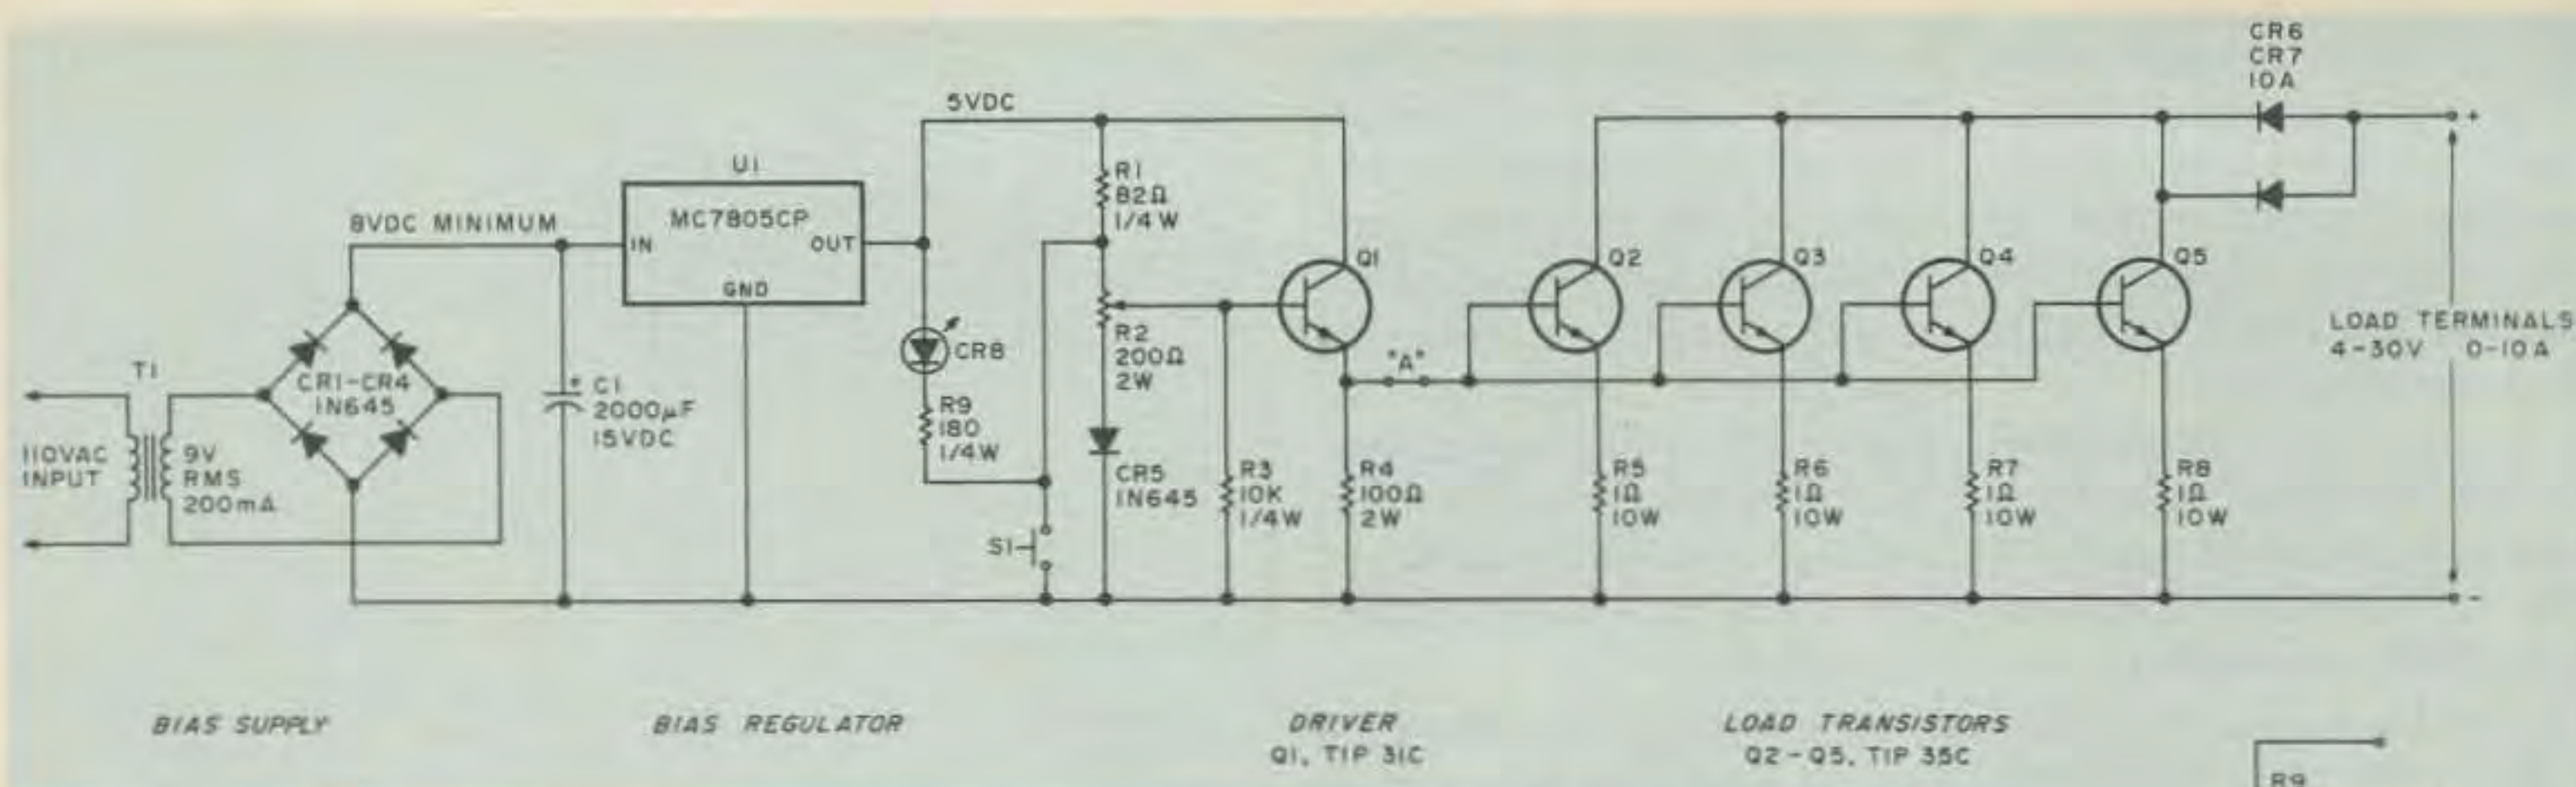 CR6
CR7
10A
5VDC
U1
MC7805CP
IN
OUT
GND
8VDC MINIMUM
R1
82Ω
1/4W
Q1
Q2
Q3
Q4
Q5
LOAD TERMINALS
4-30V 0-10A
+
-
T1
110VAC
INPUT
9V
RMS
200mA
CR1-CR4
1N645
+
C1
2000µF
15VDC
CR8
R9
180
1/4W
R2
200Ω
2W
CR5
1N645
S1
"A"
R3
10K
1/4W
R4
100Ω
2W
R5
1Ω
10W
R6
1Ω
10W
R7
1Ω
10W
R8
1Ω
10W
BIAS SUPPLY
BIAS REGULATOR
DRIVER
Q1, TIP 31C
LOAD TRANSISTORS
Q2-Q5, TIP 35C
R9